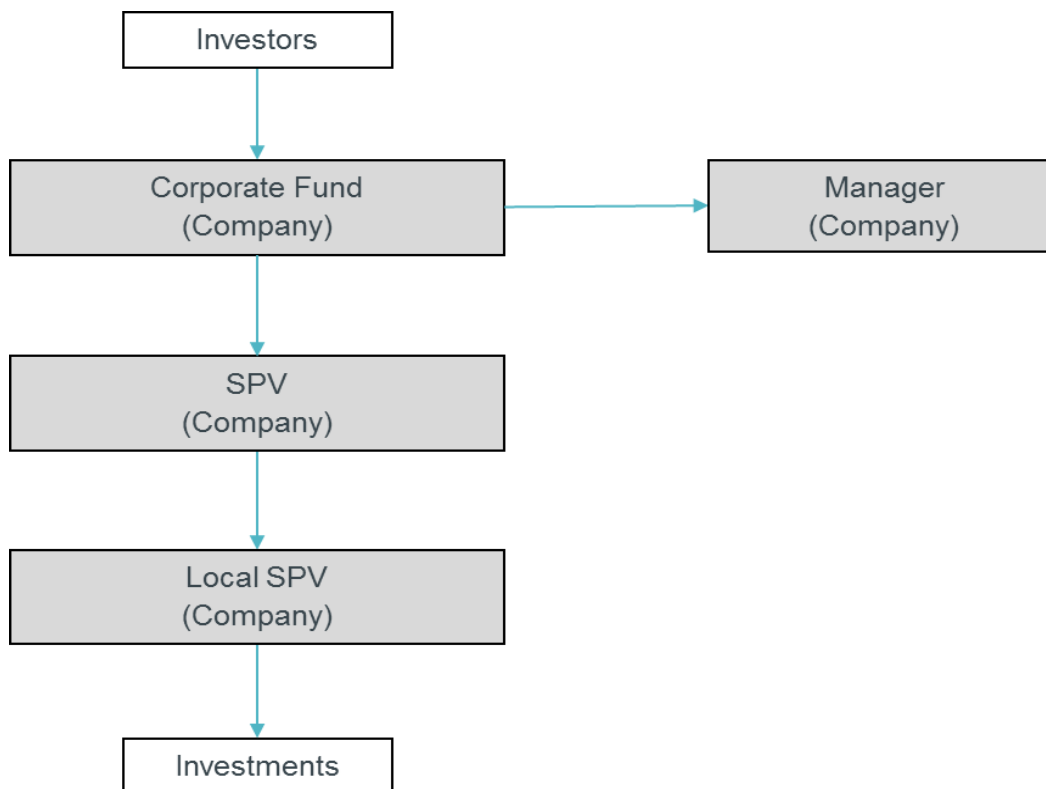 Investors
Corporate Fund
(Company)
Manager
(Company)
SPV
(Company)
Local SPV
(Company)
Investments